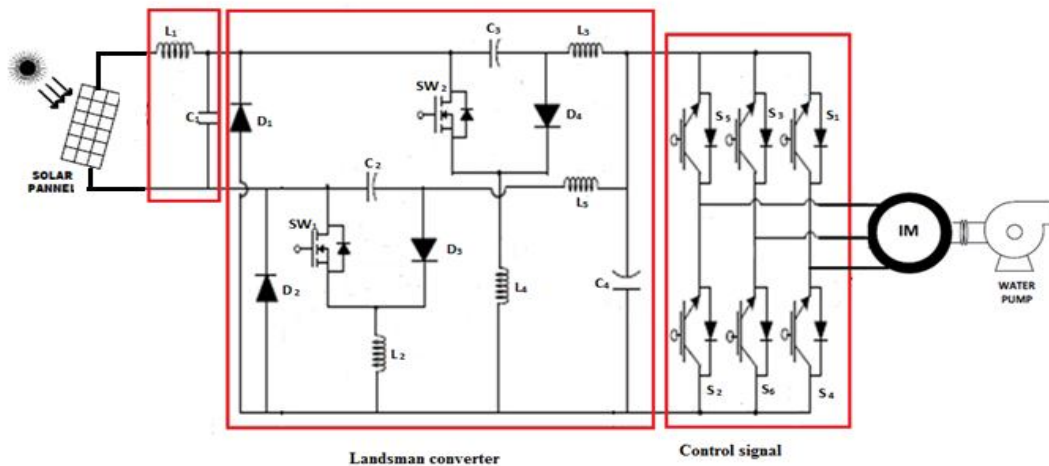 L1
C1
SOLAR
PANNEL
D1
C3
L3
SW2
D4
C2
L5
SW1
D3
D2
L4
C4
L2
S5
S3
S1
S2
S6
S4
IM
WATER
PUMP
Landsman converter
Control signal